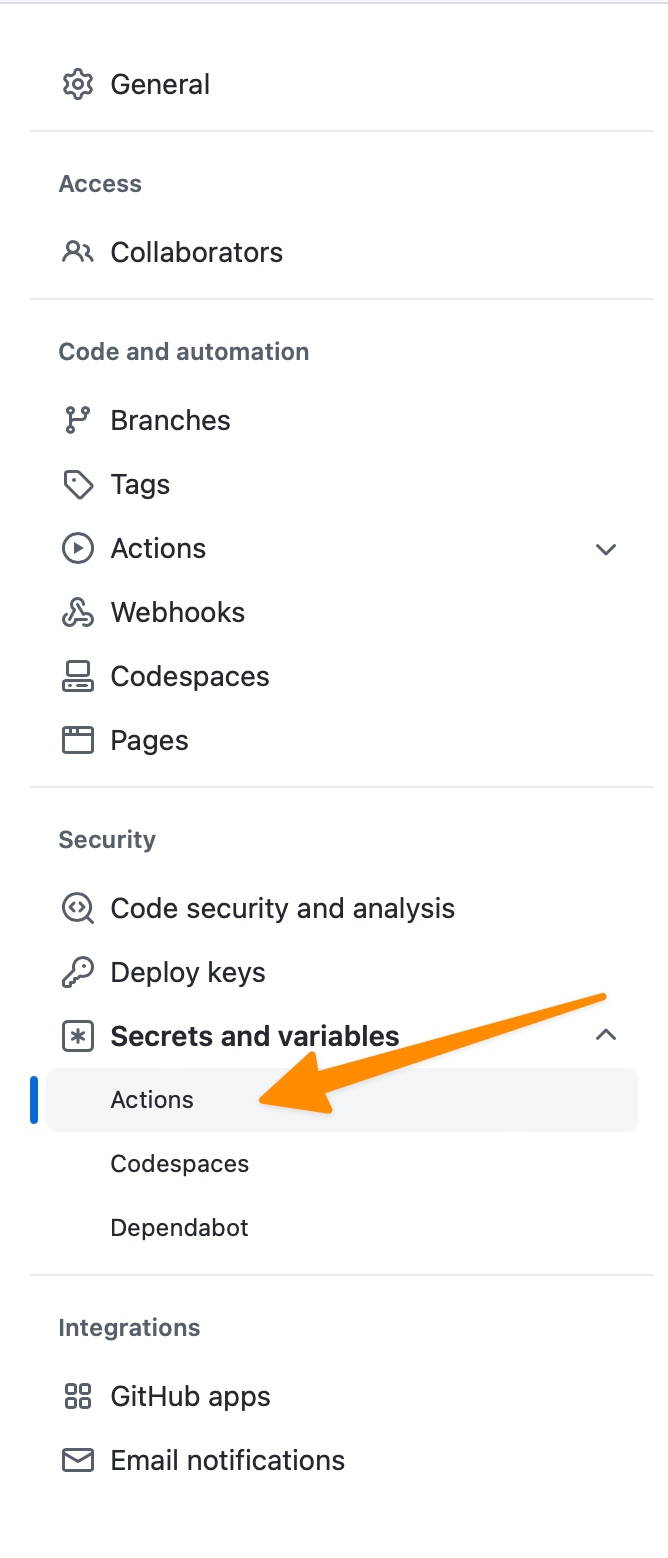 General
Access
Collaborators
Code and automation
Branches
Tags
Actions
Webhooks
Codespaces
Pages
Security
Code security and analysis
Deploy keys
Secrets and variables
Actions
Codespaces
Dependabot
Integrations
GitHub apps
Email notifications